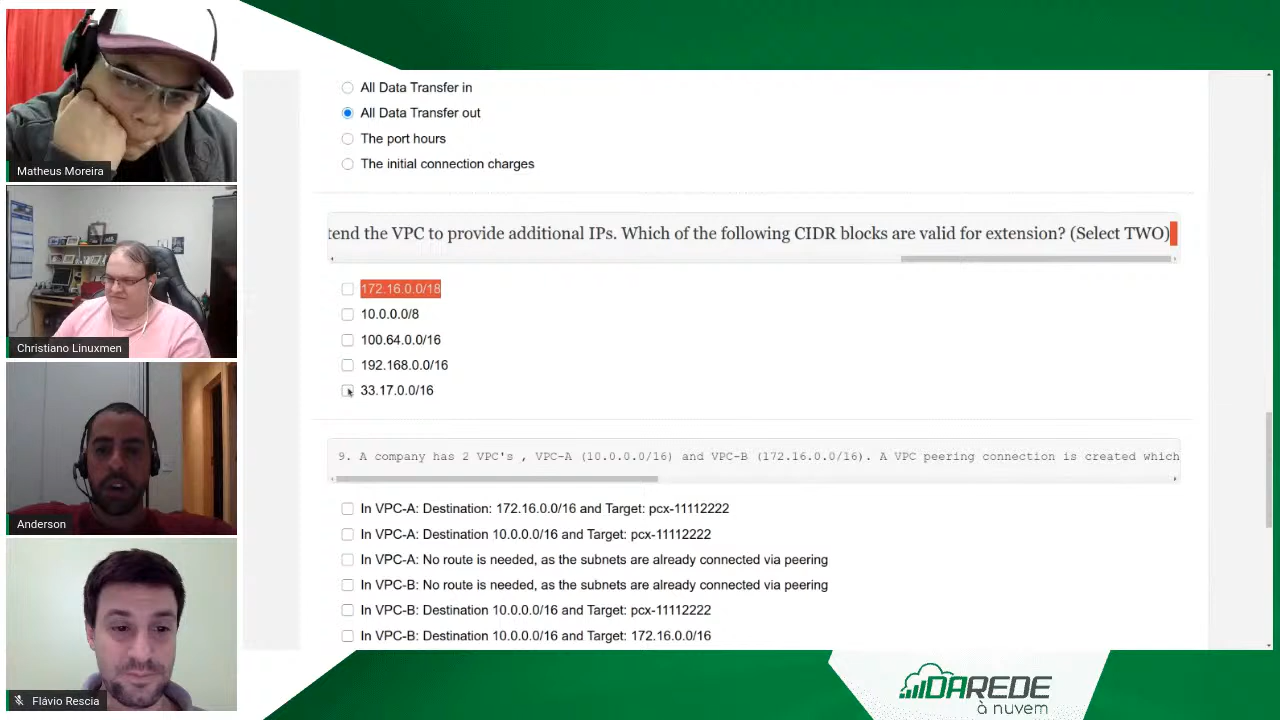 Matheus Moreira
Christiano Linuxmen
Anderson
Flávio Rescia
All Data Transfer in
All Data Transfer out
The port hours
The initial connection charges
tend the VPC to provide additional IPs. Which of the following CIDR blocks are valid for extension? (Select TWO)
172.16.0.0/18
10.0.0.0/8
100.64.0.0/16
192.168.0.0/16
33.17.0.0/16
9. A company has 2 VPC's , VPC-A (10.0.0.0/16) and VPC-B (172.16.0.0/16). A VPC peering connection is created which
In VPC-A: Destination: 172.16.0.0/16 and Target: pcx-11112222
In VPC-A: Destination 10.0.0.0/16 and Target: pcx-11112222
In VPC-A: No route is needed, as the subnets are already connected via peering
In VPC-B: No route is needed, as the subnets are already connected via peering
In VPC-B: Destination 10.0.0.0/16 and Target: pcx-11112222
In VPC-B: Destination 10.0.0.0/16 and Target: 172.16.0.0/16
DAREDE
à nuvem